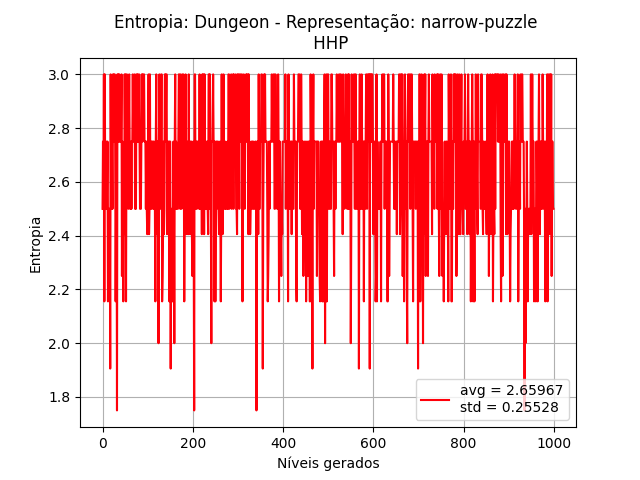 Entropia: Dungeon - Representação: narrow-puzzle
HHP
3.0
2.8
2.6
2.4
2.2
2.0
1.8
Entropia
avg = 2.65967
std = 0.25528
0 200 400 600 800 1000
Níveis gerados